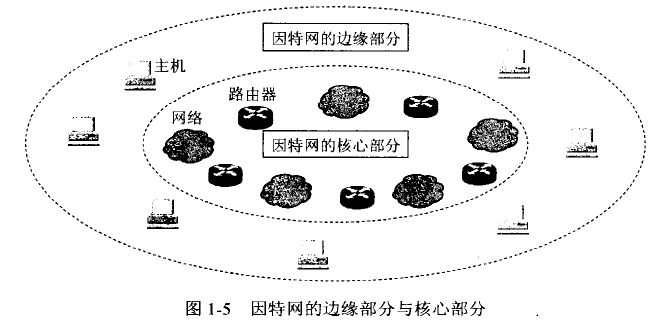 因特网的边缘部分
主机
路由器
网络
因特网的核心部分
图 1-5 因特网的边缘部分与核心部分